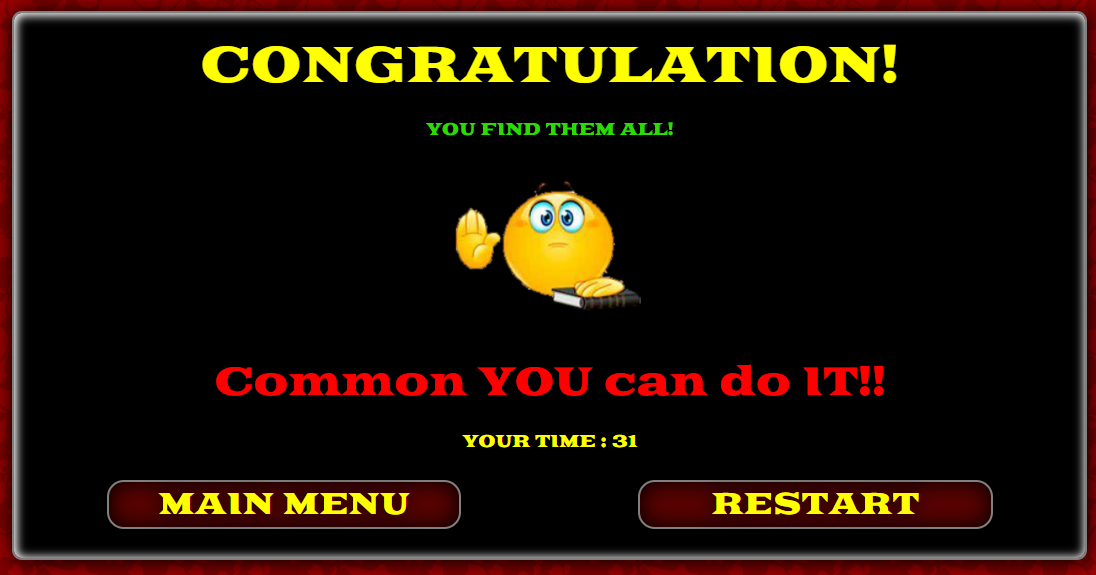 CONGRATULATION!
YOU FIND THEM ALL!
Common YOU can do IT!!
YOUR TIME : 31
MAIN MENU
RESTART